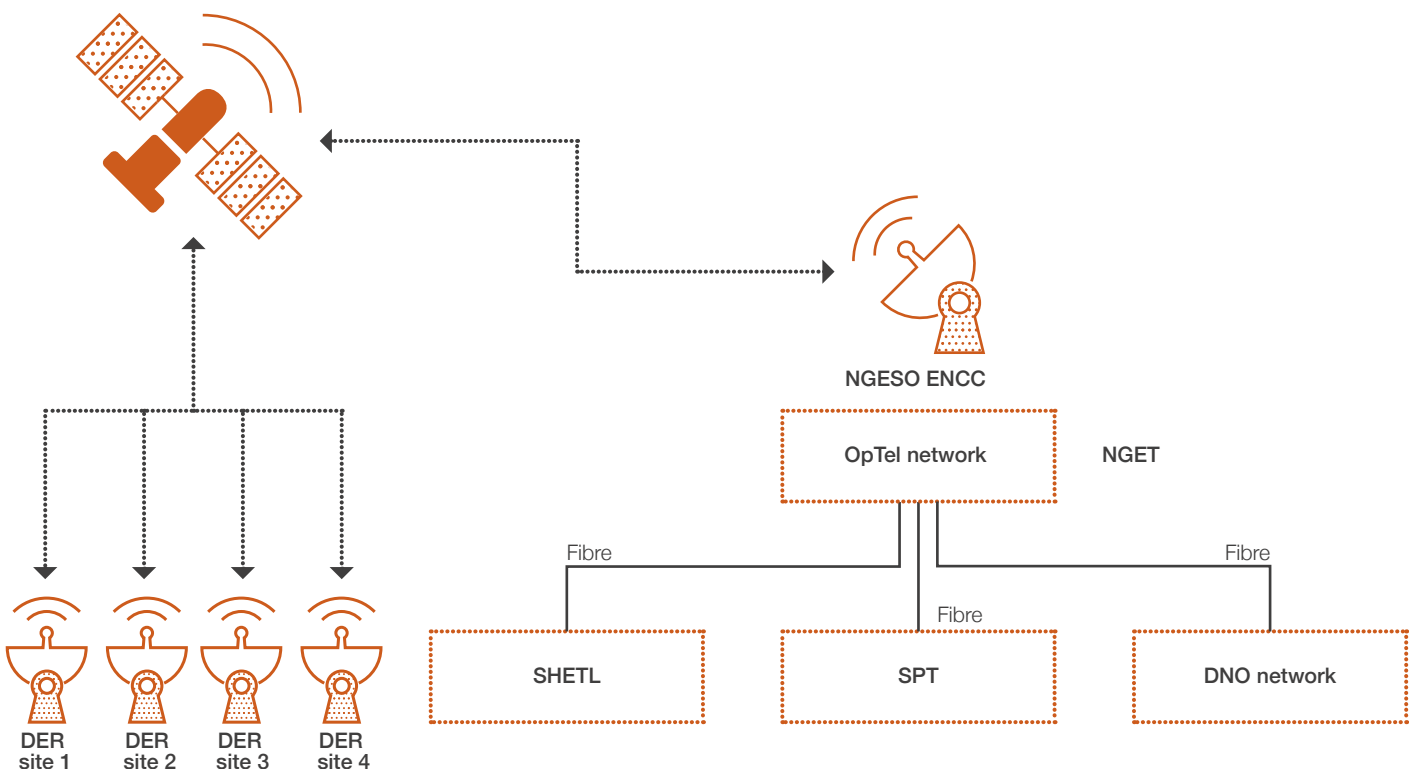 NGESO ENCC
OpTel network
NGET
Fibre
Fibre
Fibre
SHETL
SPT
DNO network
DER
site 1
DER
site 2
DER
site 3
DER
site 4